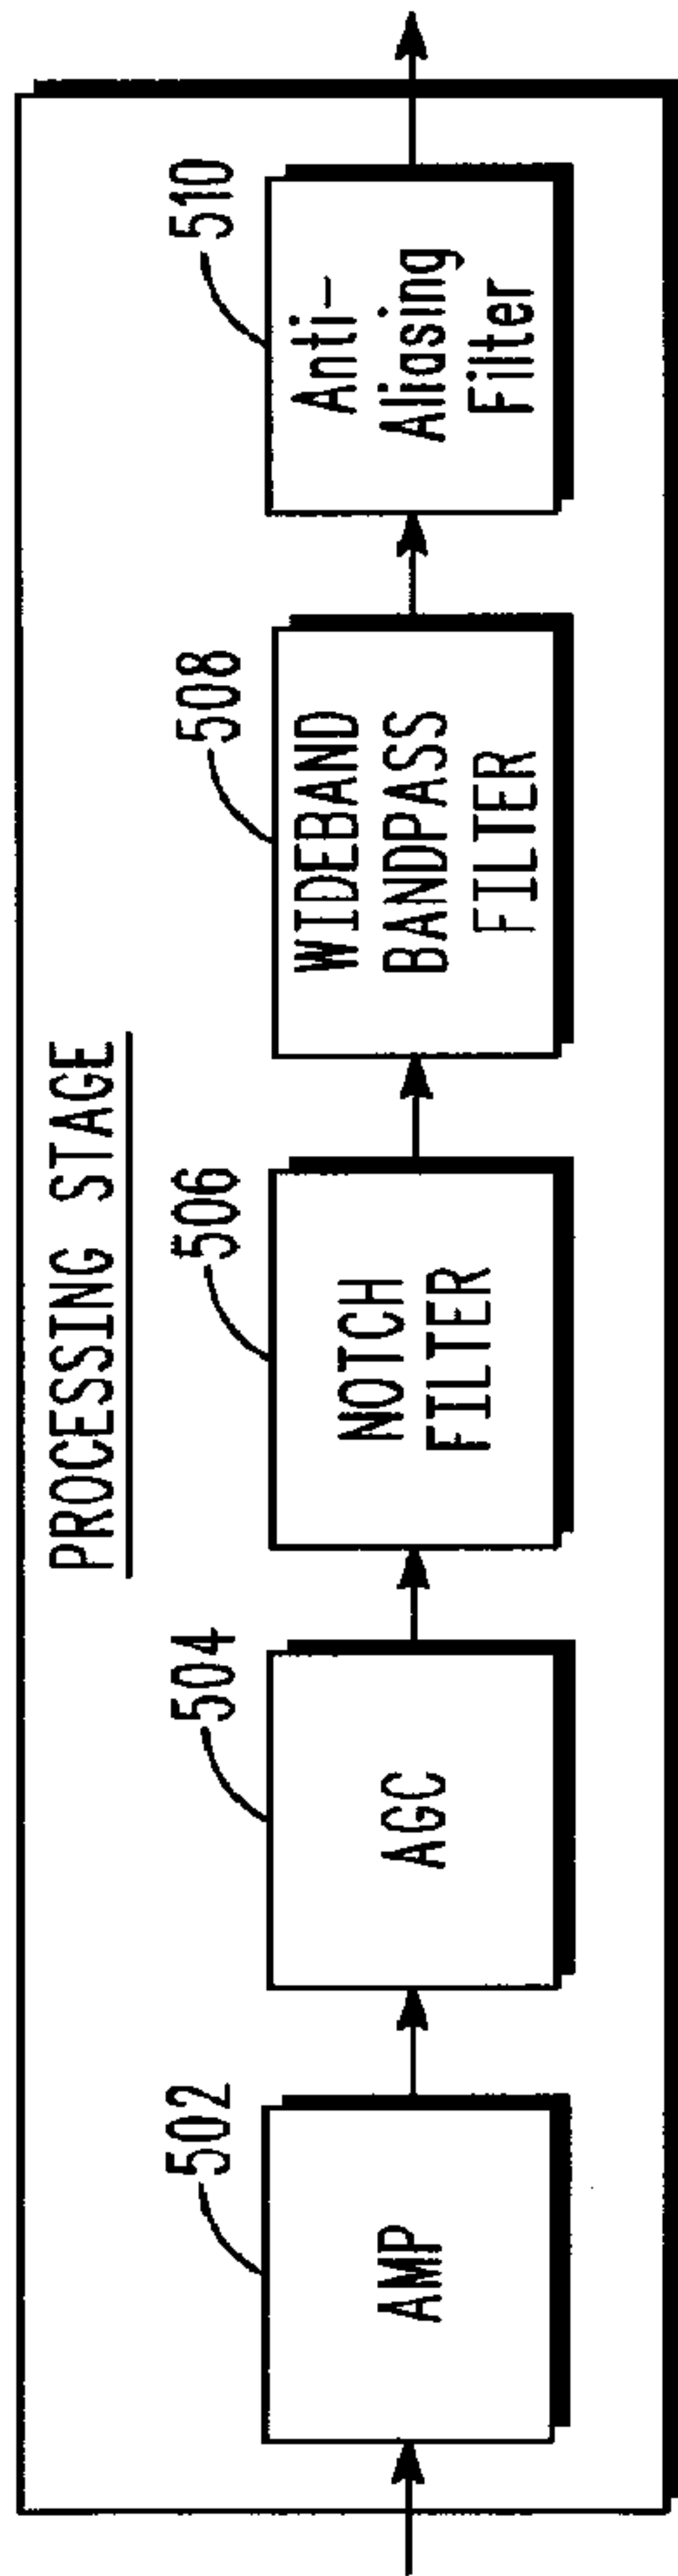 PROCESSING STAGE
502
504
506
508
510
AMP
AGC
NOTCH
FILTER
WIDEBAND
BANDPASS
FILTER
Anti-
Aliasing
Filter